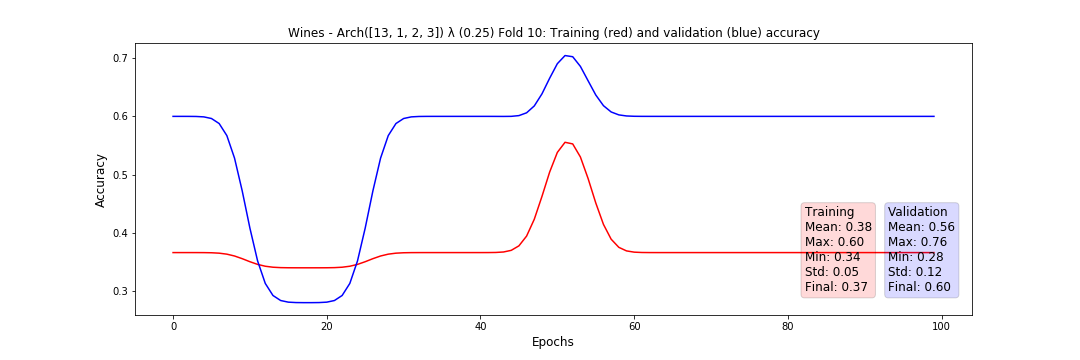 Wines - Arch([13, 1, 2, 3]) λ (0.25) Fold 10: Training (red) and validation (blue) accuracy
Accuracy
0.7
0.6
0.5
0.4
0.3
Training
Mean: 0.38
Max: 0.60
Min: 0.34
Std: 0.05
Final: 0.37
Validation
Mean: 0.56
Max: 0.76
Min: 0.28
Std: 0.12
Final: 0.60
0 20 40 60 80 100
Epochs